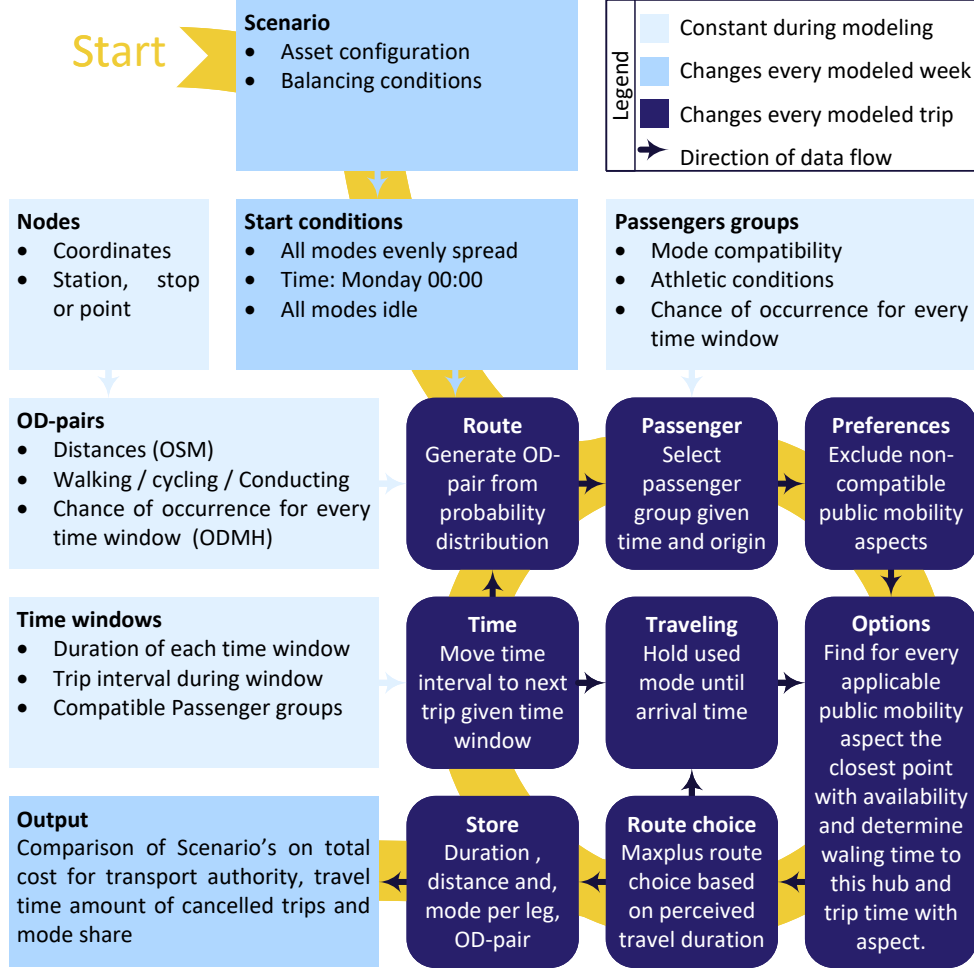 Start
Scenario
• Asset configuration
• Balancing conditions
Legend
Constant during modeling
Changes every modeled week
Changes every modeled trip
Direction of data flow
Nodes
• Coordinates
• Station, stop
or point
Start conditions
• All modes evenly spread
• Time: Monday 00:00
• All modes idle
Passengers groups
• Mode compatibility
• Athletic conditions
• Chance of occurrence for every
time window
OD-pairs
• Distances (OSM)
• Walking / cycling / Conducting
• Chance of occurrence for every
time window (ODMH)
Route
Generate OD-
pair from
probability
distribution
Passenger
Select
passenger
group given
time and origin
Preferences
Exclude non-
compatible
public mobility
aspects
Time windows
• Duration of each time window
• Trip interval during window
• Compatible Passenger groups
Time
Move time
interval to next
trip given time
window
Traveling
Hold used
mode until
arrival time
Options
Find for every
applicable
public mobility
aspect the
closest point
with availability
and determine
waling time to
this hub and
trip time with
aspect.
Output
Comparison of Scenario's on total
cost for transport authority, travel
time amount of cancelled trips and
mode share
Store
Duration ,
distance and,
mode per leg,
OD-pair
Route choice
Maxplus route
choice based
on perceived
travel duration